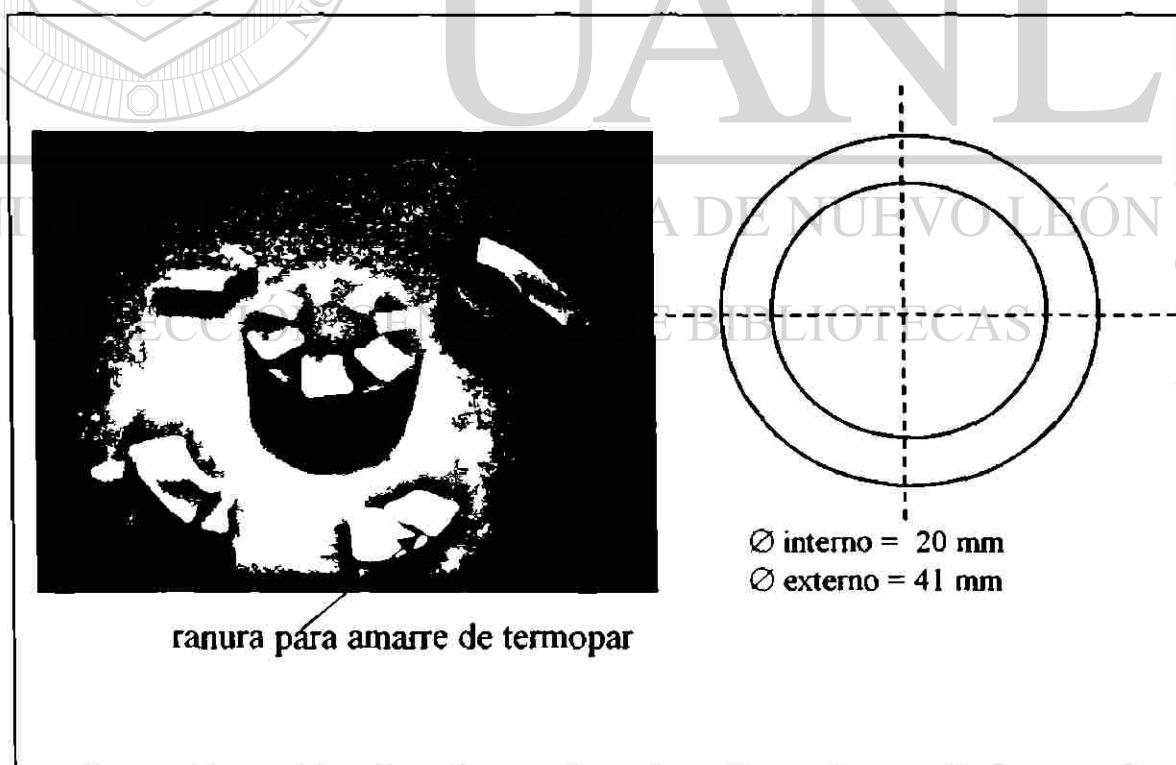 UANL
A DE NUEVO LEÓN
DE BIBLIOTECAS
Ø interno = 20 mm
Ø externo = 41 mm
ranura para amarre de termopar